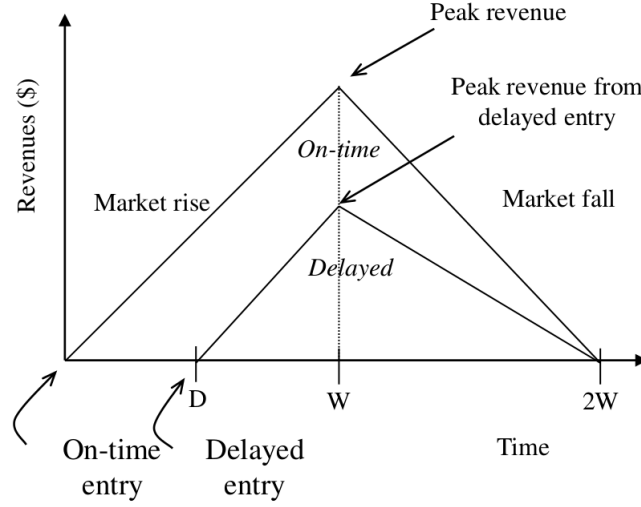 Peak revenue
Peak revenue from
delayed entry
On-time
Market rise
Market fall
Revenues ($)
Delayed
D
W
2W
On-time
entry
Delayed
entry
Time